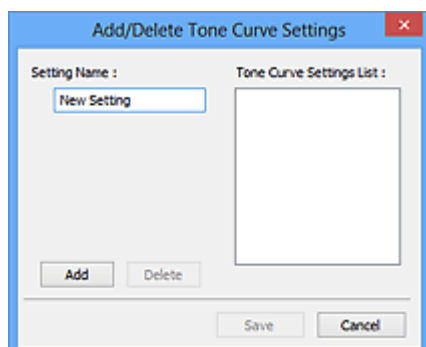 Add/Delete Tone Curve Settings
Setting Name :
Tone Curve Settings List :
New Setting
Add
Delete
Save
Cancel